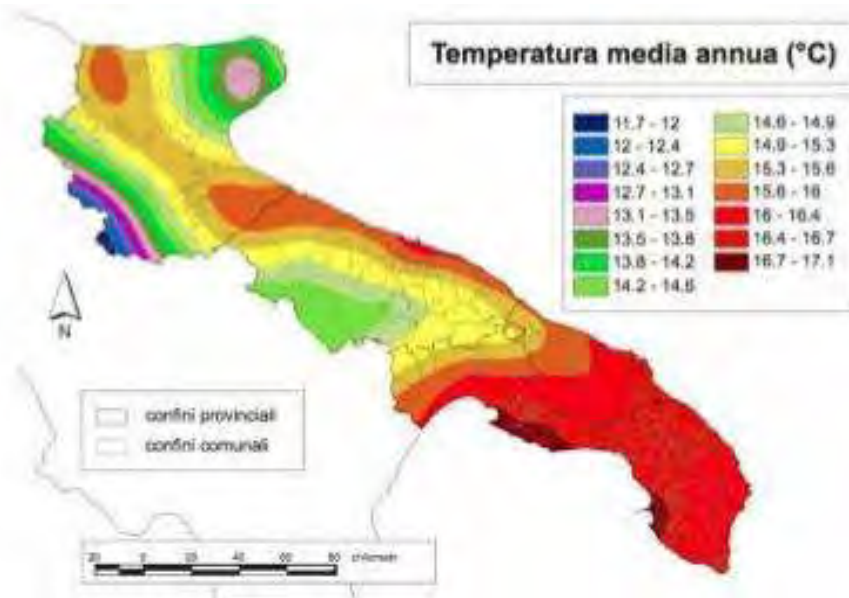 Temperatura media annua (°C)
11.7 - 12
12 - 12.4
12.4 - 12.7
12.7 - 13.1
13.1 - 13.5
13.5 - 13.8
13.8 - 14.2
14.2 - 14.6
14.6 - 14.9
14.9 - 15.3
15.3 - 15.6
15.6 - 16
16 - 16.4
16.4 - 16.7
16.7 - 17.1
N
confini provinciali
confini comunali
20 0 20 40 60 80